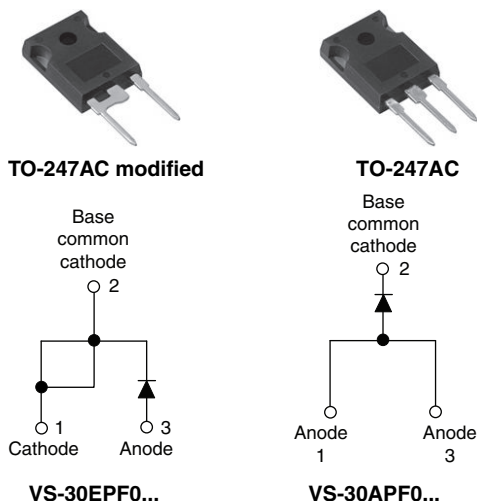 TO-247AC modified
TO-247AC
Base
common
cathode
2
1
Cathode
3
Anode
VS-30EPF0...
Base
common
cathode
2
Anode
1
Anode
3
VS-30APF0...